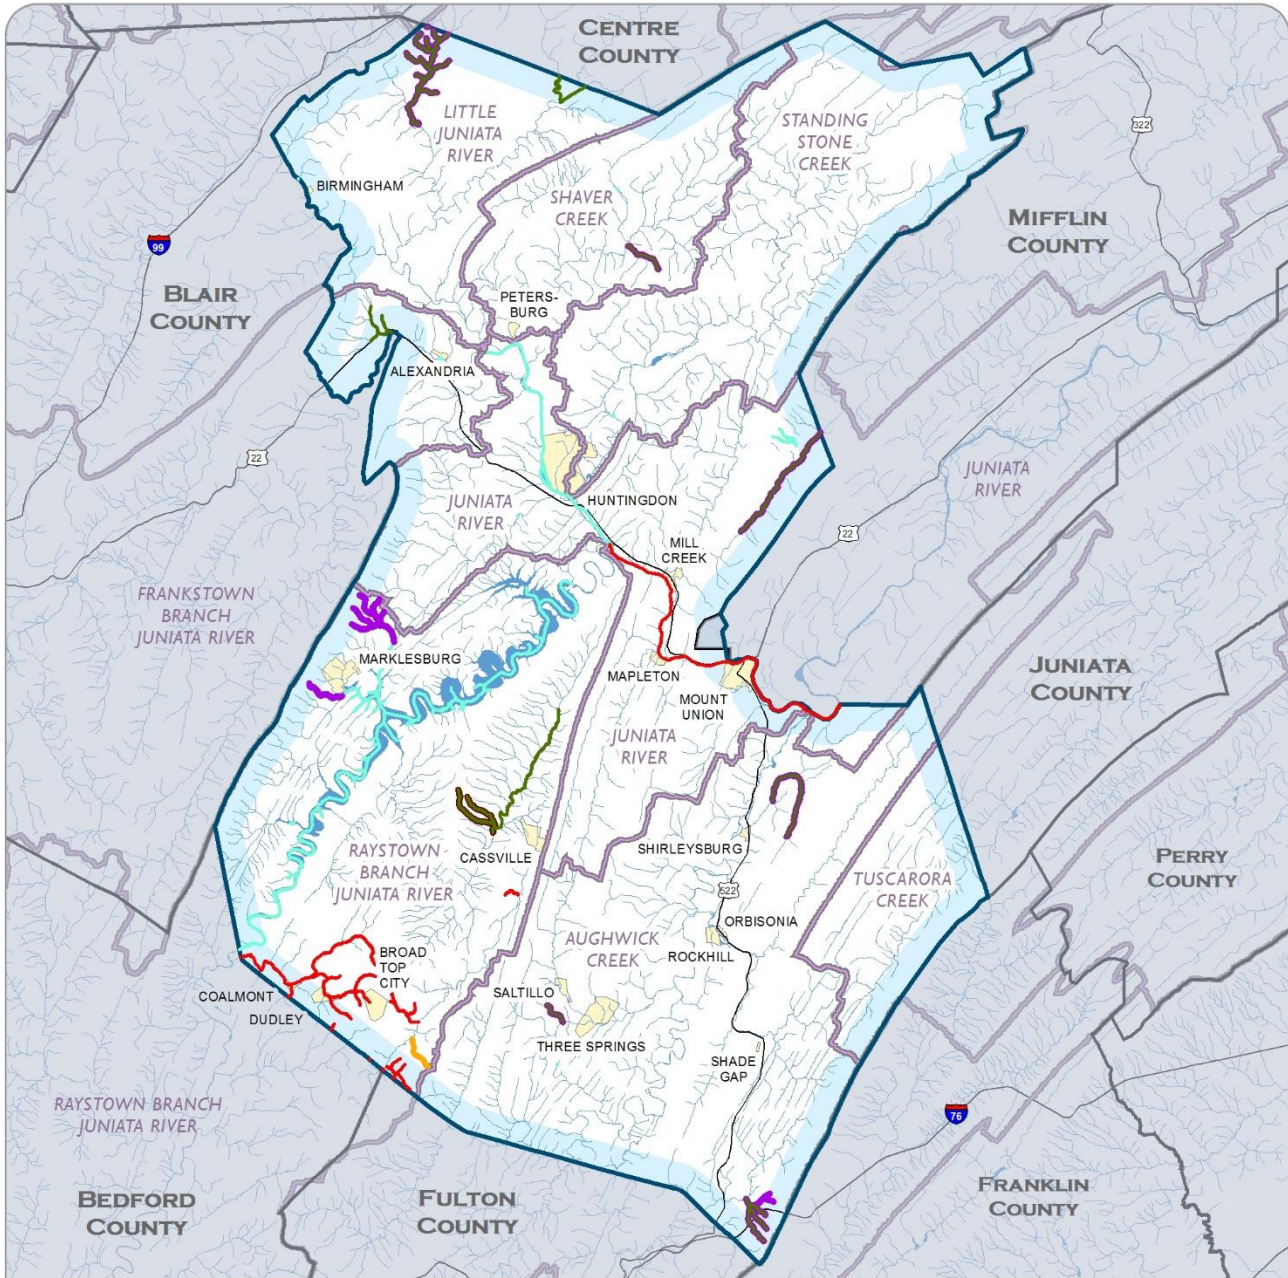 CENTRE
COUNTY
LITTLE
JUNIATA
RIVER
STANDING
STONE
CREEK
322
BIRMINGHAM
SHAVER
CREEK
MIFFLIN
COUNTY
99
BLAIR
COUNTY
PETERS-
BURG
ALEXANDRIA
22
JUNIATA
RIVER
HUNTINGDON
JUNIATA
RIVER
22
MILL
CREEK
FRANKSTOWN
BRANCH
JUNIATA RIVER
MARKLESBURG
MAPLETON
MOUNT
UNION
JUNIATA
COUNTY
JUNIATA
RIVER
CASSVILLE
SHIRLEYSBURG
RAYSTOWN
BRANCH
JUNIATA RIVER
TUSCARORA
CREEK
PERRY
COUNTY
522
ORBISONIA
ROCKHILL
AUGHWICK
CREEK
BROAD
TOP
CITY
COALMONT
DUDLEY
SALTILLO
THREE SPRINGS
SHADE
GAP
RAYSTOWN BRANCH
JUNIATA RIVER
76
BEDFORD
COUNTY
FULTON
COUNTY
FRANKLIN
COUNTY